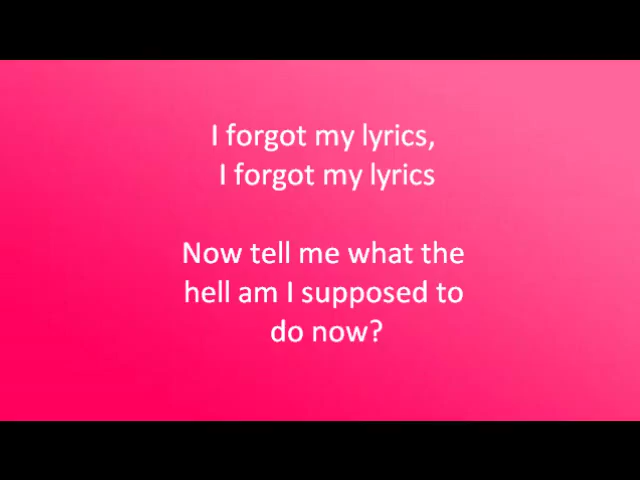 I forgot my lyrics,
I forgot my lyrics
Now tell me what the
hell am I supposed to
do now?